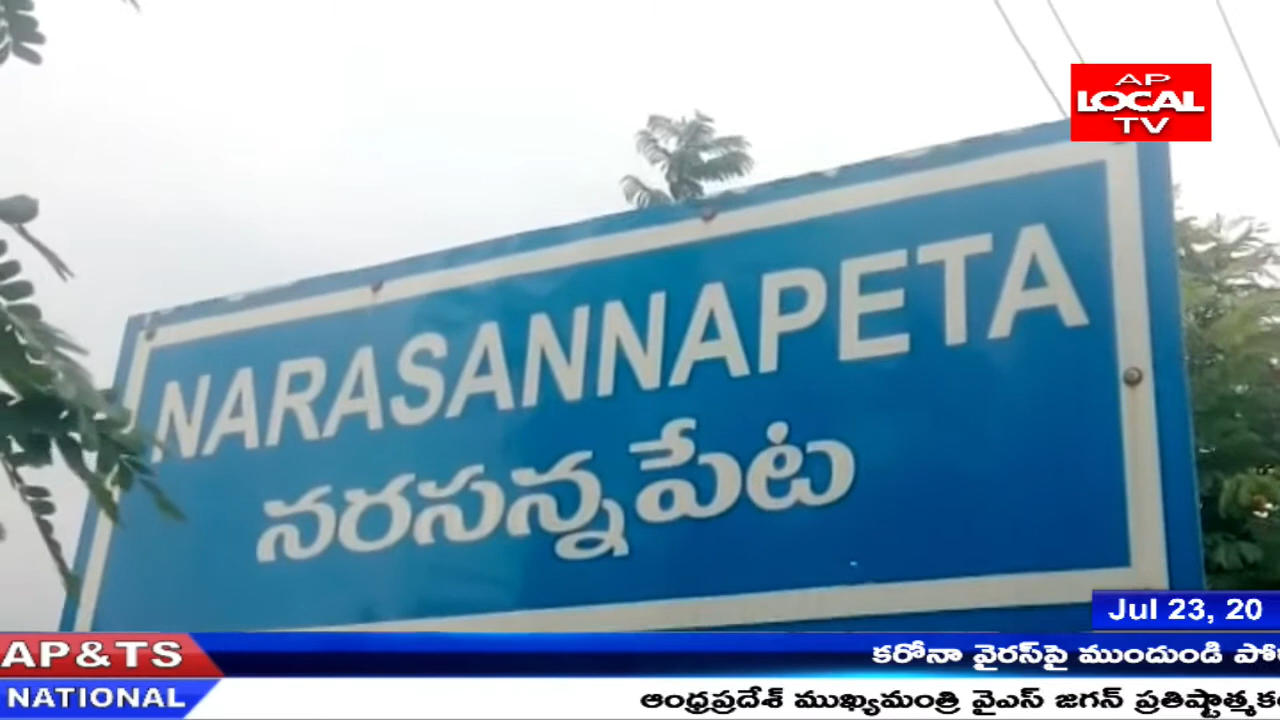 AP
LOCAL
TV
NARASANNAPETA
నరసన్నపేట
Jul 23, 20
AP&TS
కరోనా వైరస్‌పై ముందుండి
NATIONAL
ఆంధ్రప్రదేశ్ ముఖ్యమంత్రి వైఎస్ జగన్